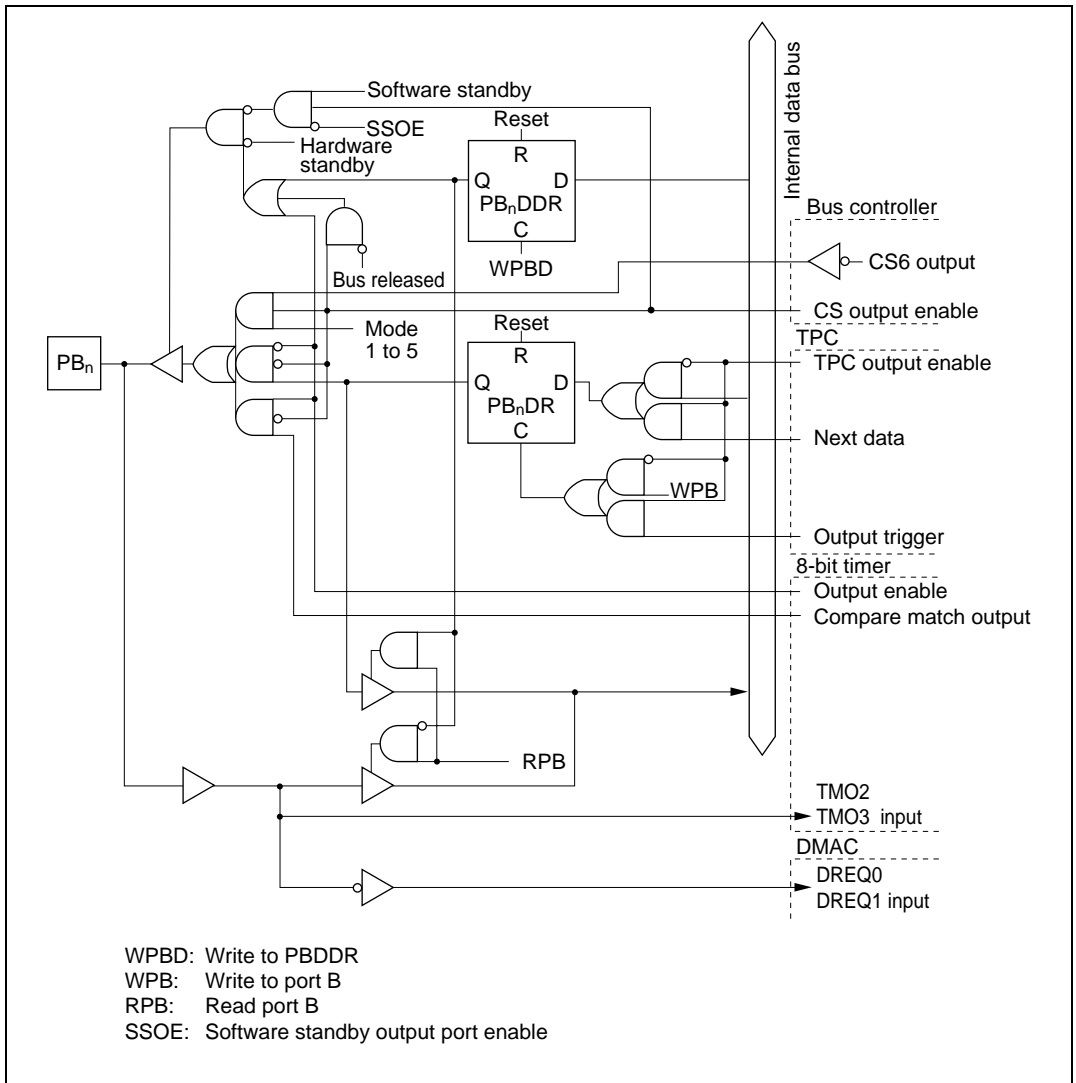 Software standby
SSOE
Hardware
standby
Reset
R
Q
D
PBnDDR
C
WPBD
Bus released
Internal data bus
Bus controller
CS6 output
CS output enable
Mode
1 to 5
Reset
R
Q
D
PBnDR
C
PBn
TPC
TPC output enable
Next data
WPB
Output trigger
8-bit timer
Output enable
Compare match output
RPB
TMO2
TMO3 input
DMAC
DREQ0
DREQ1 input
WPBD: Write to PBDDR
WPB: Write to port B
RPB: Read port B
SSOE: Software standby output port enable